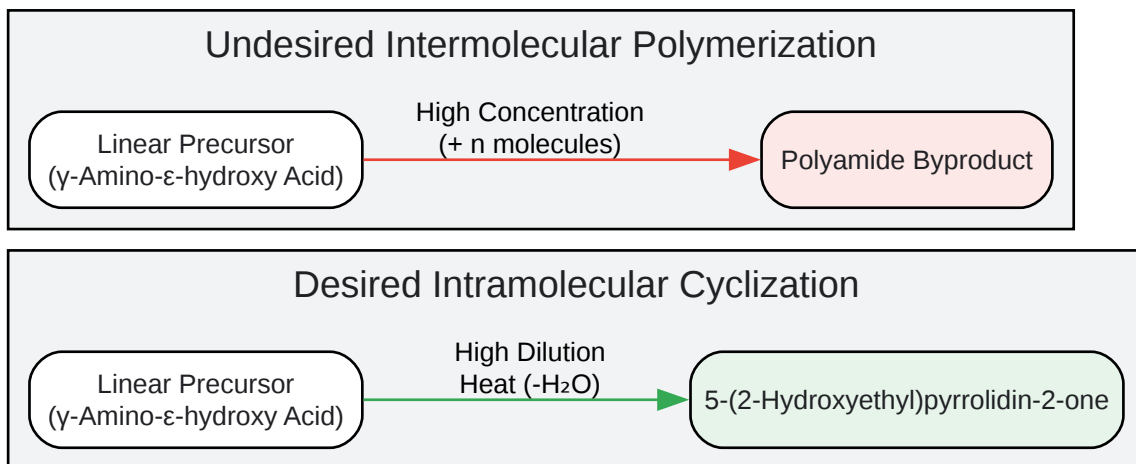 Undesired Intermolecular Polymerization
High Concentration
(+ n molecules)
Linear Precursor
(γ-Amino-ε-hydroxy Acid)
Polyamide Byproduct
Desired Intramolecular Cyclization
High Dilution
Heat (-H₂O)
Linear Precursor
(γ-Amino-ε-hydroxy Acid)
5-(2-Hydroxyethyl)pyrrolidin-2-one